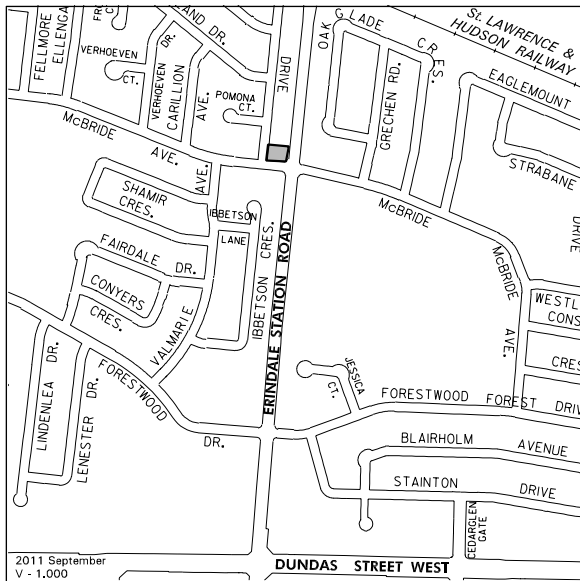 FELLMORE
ELLENGA
FR
CT.
VERHOEVEN
CT.
VERHOEVEN
DR.
CARILLION
AVE.
LAND DR.
POMONA
CT.
DRIVE
OAK GLADE CRES.
GRECHEN RD.
St. LAWRENCE &
HUDSON RAILWAY
EAGLEMOUNT
STRABANE
DRIVE
McBRIDE AVE.
AVE.
McBRIDE
McBRIDE
AVE.
SHAMIR
CRES.
IBBETSON
LANE
IBBETSON CRES.
ERINDALE STATION ROAD
FAIRDALE DR.
CONYERS
CRES.
VALMARIE
WESTL
CONS
CRES
JESSICA
CT.
FORESTWOOD DR.
FORESTWOOD FOREST DRIV
LINDENLEA DR.
LENESTER DR.
BLAIRHOLM AVENUE
STAINTON DRIVE
CEDARGLEN
GATE
DUNDAS STREET WEST
2011 September
V - 1.000